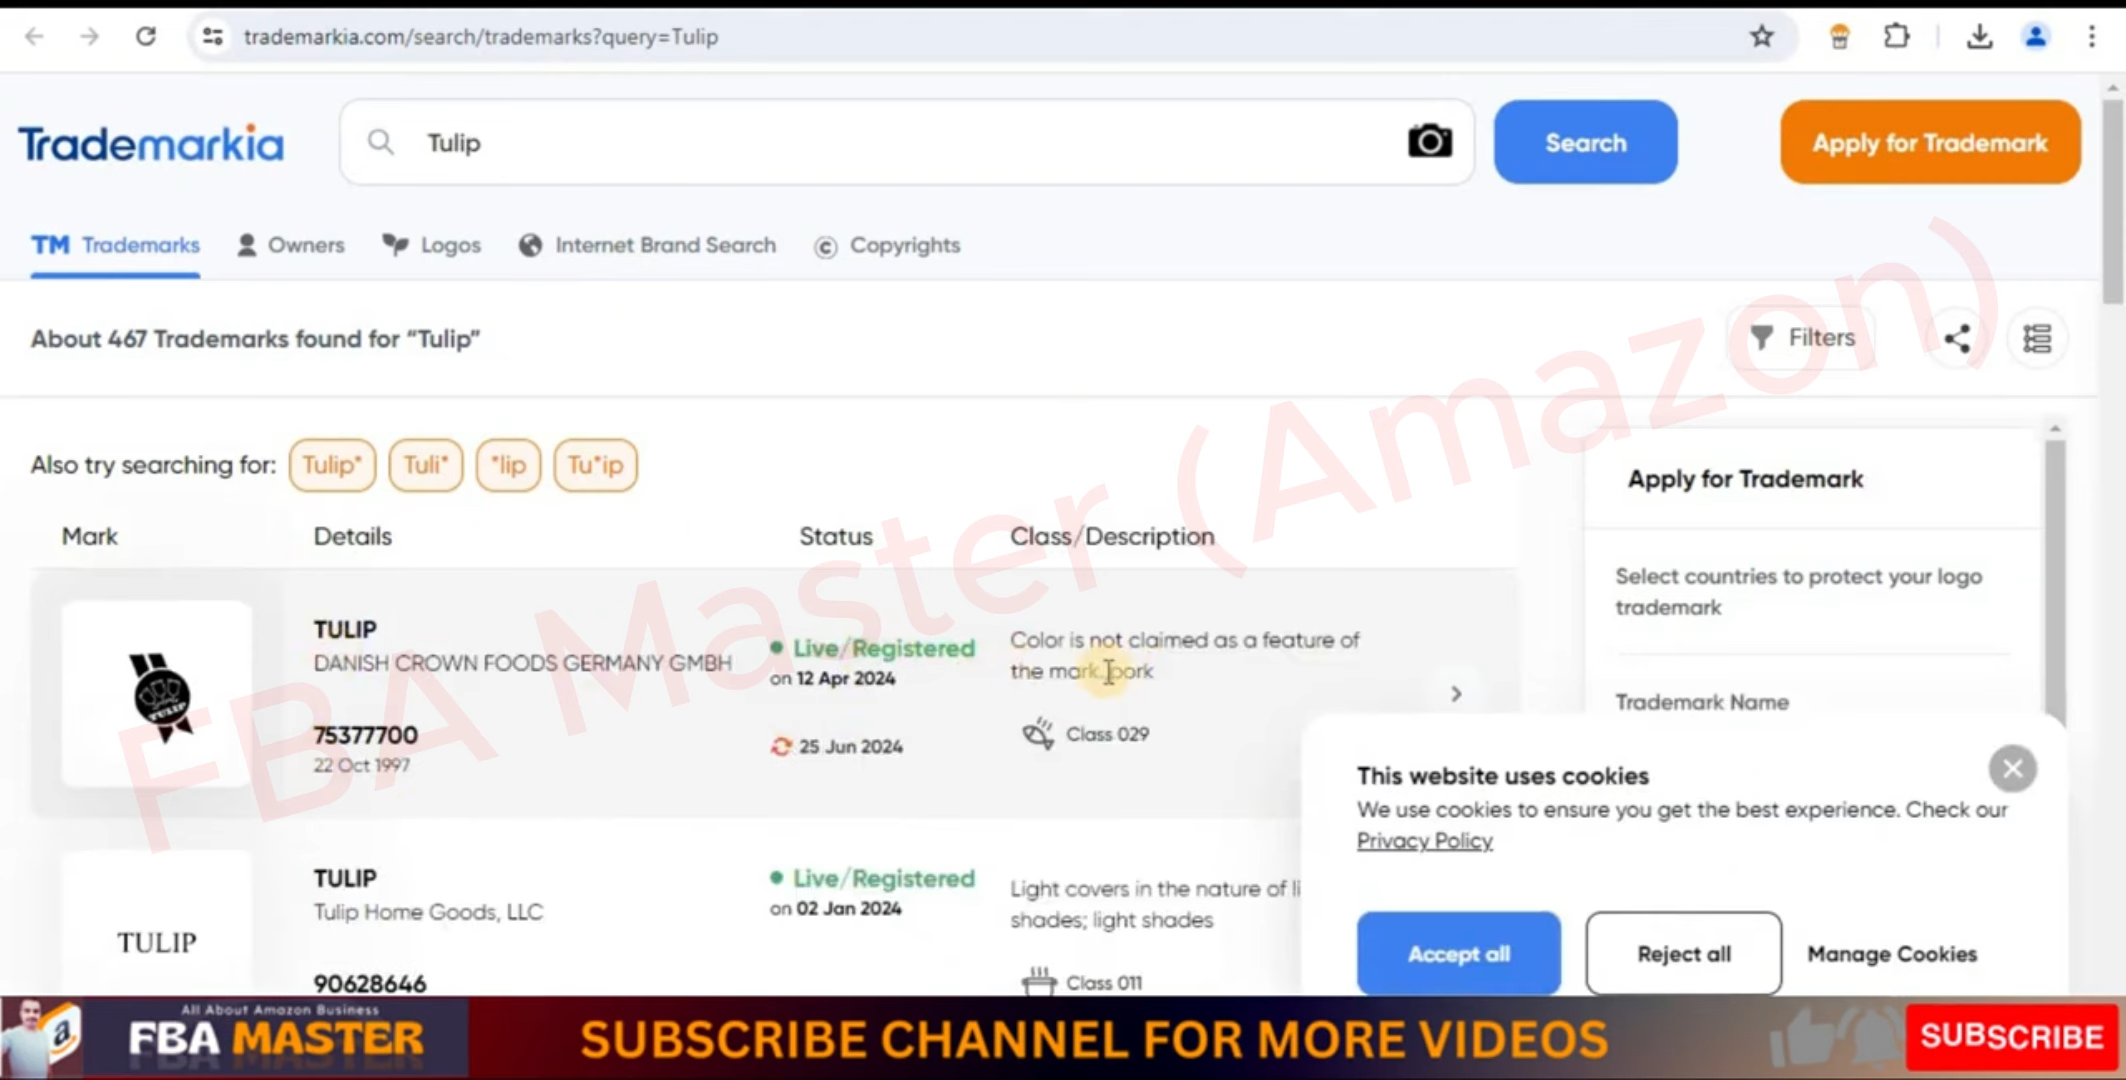 trademarkia.com/search/trademarks?query=Tulip
Trademarkia
Tulip
Search
Apply for Trademark
TM Trademarks
Owners
Logos
Internet Brand Search
Copyrights
About 467 Trademarks found for “Tulip”
Filters
Also try searching for: Tulip* Tuli* *lip Tu*ip
Mark Details Status Class/Description
TULIP
DANISH CROWN FOODS GERMANY GMBH
75377700
22 Oct 1997
Live/Registered
on 12 Apr 2024
25 Jun 2024
Color is not claimed as a feature of
the mark. pork
Class 029
TULIP
TULIP
TULIP
Tulip Home Goods, LLC
90628646
Live/Registered
on 02 Jan 2024
Light covers in the nature of li
shades; light shades
Class 011
Apply for Trademark
Select countries to protect your logo
trademark
Trademark Name
This website uses cookies
We use cookies to ensure you get the best experience. Check our
Privacy Policy
Accept all
Reject all
Manage Cookies
FBA Master (Amazon)
All About Amazon Business
FBA MASTER
SUBSCRIBE CHANNEL FOR MORE VIDEOS
SUBSCRIBE